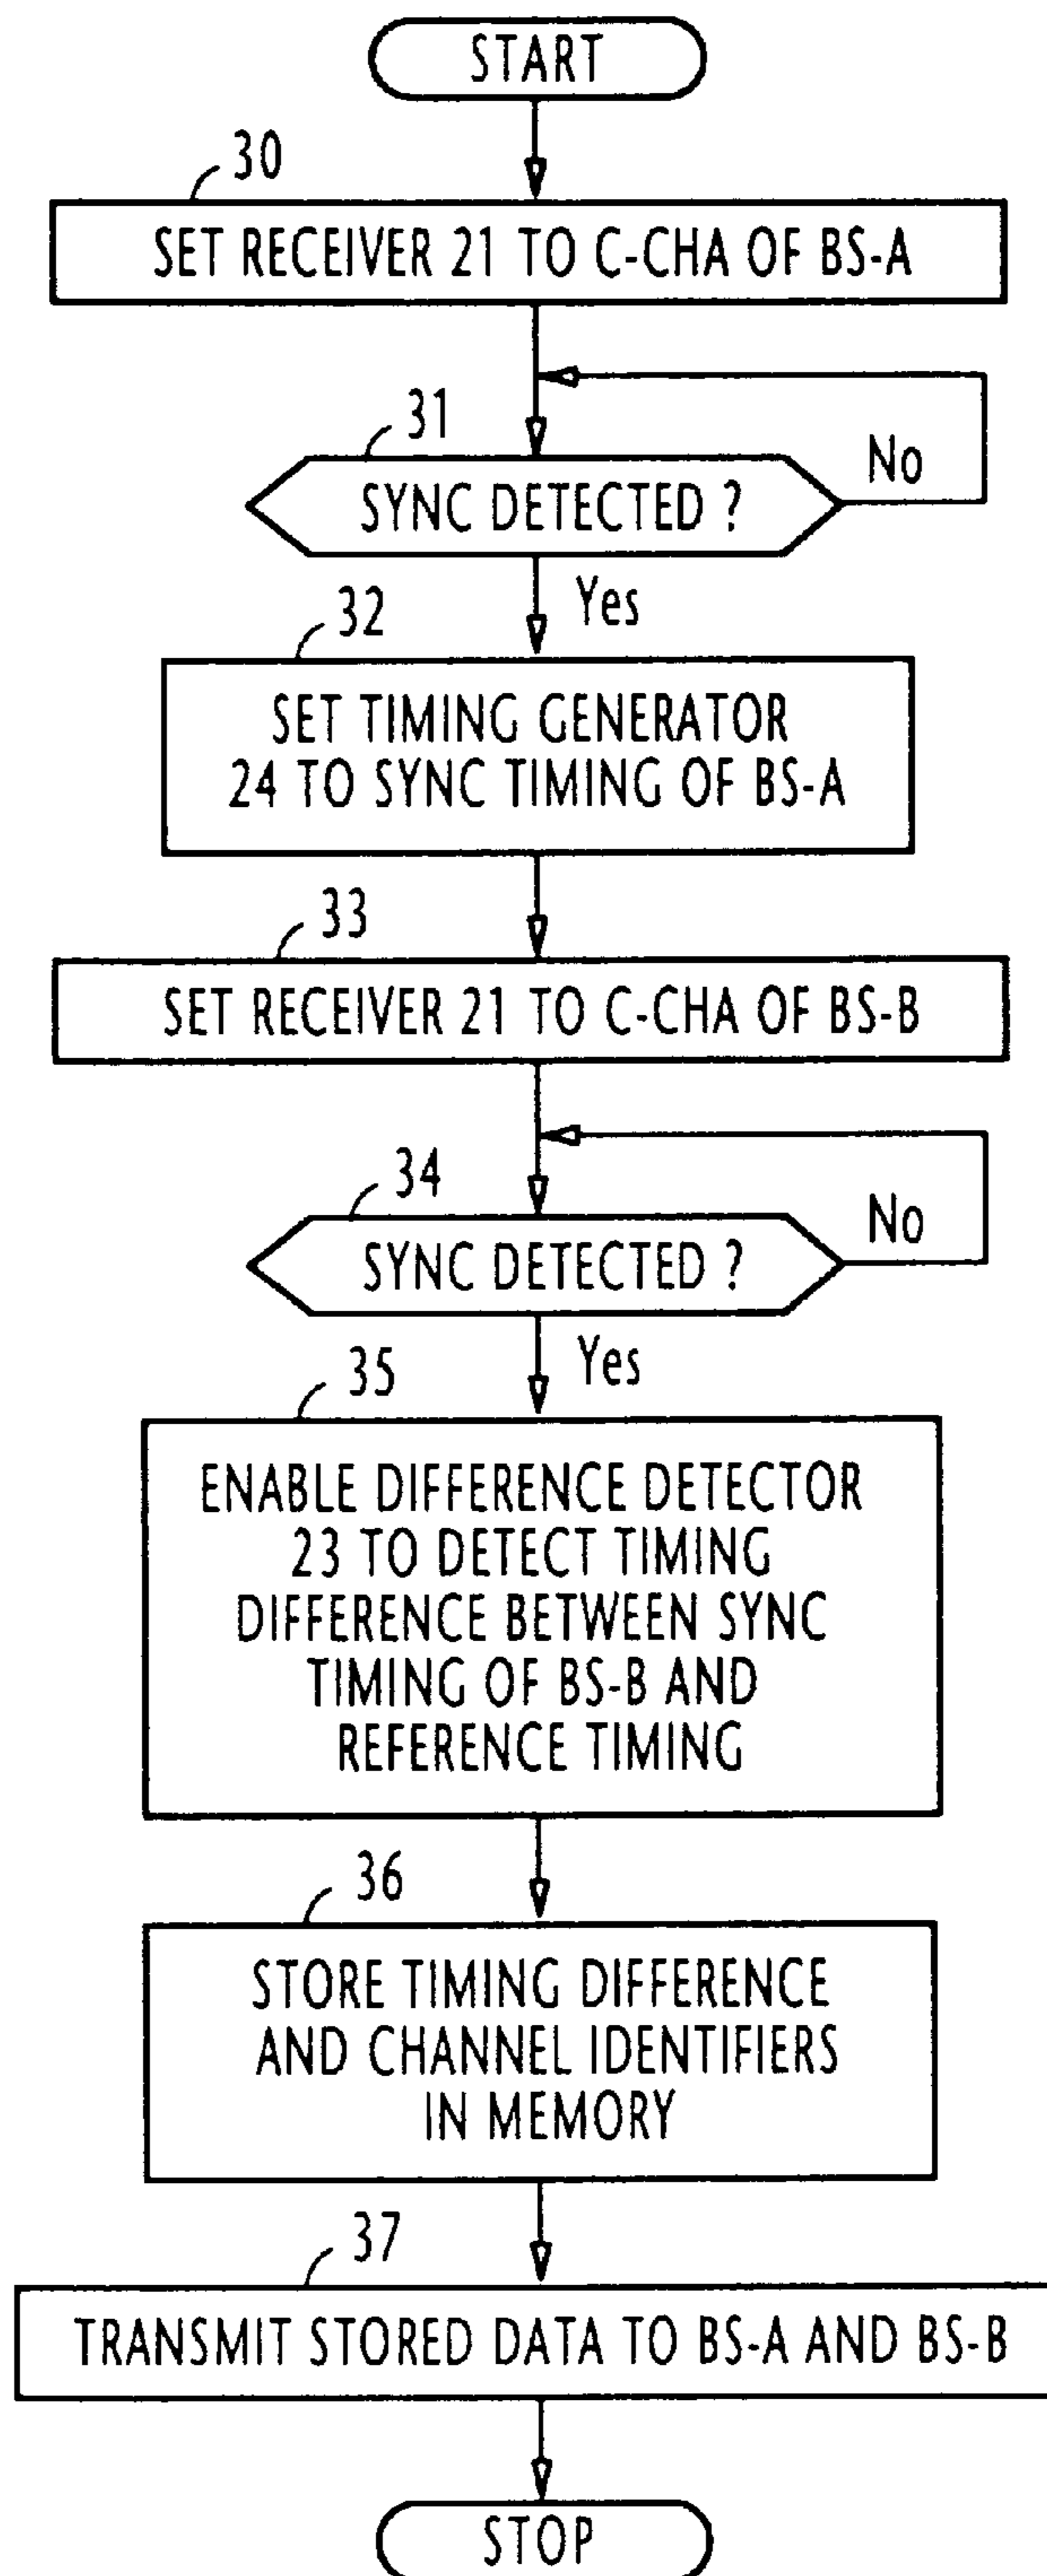 START
30
SET RECEIVER 21 TO C-CHA OF BS-A
31
No
SYNC DETECTED ?
Yes
32
SET TIMING GENERATOR
24 TO SYNC TIMING OF BS-A
33
SET RECEIVER 21 TO C-CHA OF BS-B
34
No
SYNC DETECTED ?
Yes
35
ENABLE DIFFERENCE DETECTOR
23 TO DETECT TIMING
DIFFERENCE BETWEEN SYNC
TIMING OF BS-B AND
REFERENCE TIMING
36
STORE TIMING DIFFERENCE
AND CHANNEL IDENTIFIERS
IN MEMORY
37
TRANSMIT STORED DATA TO BS-A AND BS-B
STOP